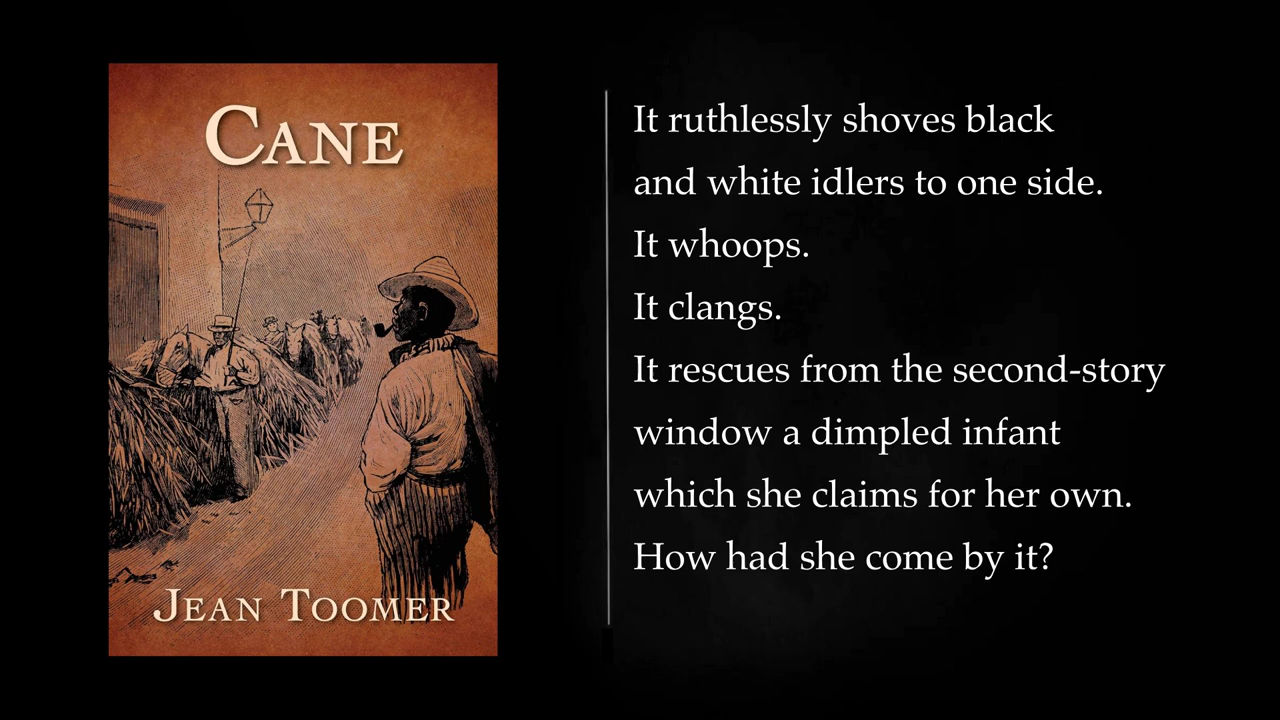 CANE
JEAN TOOMER
It ruthlessly shoves black
and white idlers to one side.
It whoops.
It clangs.
It rescues from the second-story
window a dimpled infant
which she claims for her own.
How had she come by it?